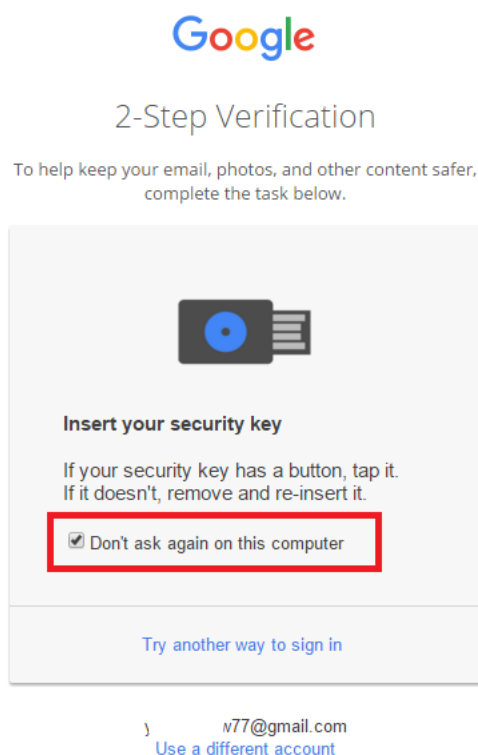 Google
2-Step Verification
To help keep your email, photos, and other content safer,
complete the task below.
Insert your security key
If your security key has a button, tap it.
If it doesn't, remove and re-insert it.
Don't ask again on this computer
Try another way to sign in
y w77@gmail.com
Use a different account